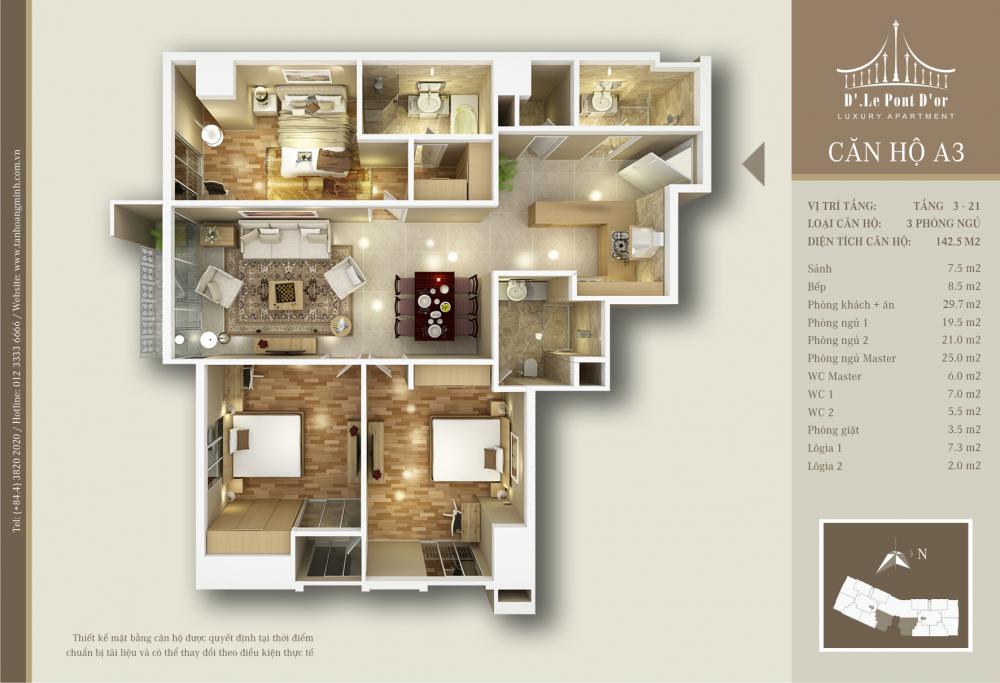 D'.Le Pont D'or
LUXURY APARTMENT
CĂN HỘ A3
VỊ TRÍ TẦNG: TẦNG 3 - 21
LOẠI CĂN HỘ: 3 PHÒNG NGỦ
DIỆN TÍCH CĂN HỘ: 142.5 M2
Sảnh 7.5 m2
Bếp 8.5 m2
Phòng khách + ăn 29.7 m2
Phòng ngủ 1 19.5 m2
Phòng ngủ 2 21.0 m2
Phòng ngủ Master 25.0 m2
WC Master 6.0 m2
WC 1 7.0 m2
WC 2 5.5 m2
Phòng giặt 3.5 m2
Lôgia 1 7.3 m2
Lôgia 2 2.0 m2
N
Thiết kế mặt bằng căn hộ được quyết định tại thời điểm
chuẩn bị tài liệu và có thể thay đổi theo điều kiện thực tế
Tel: (+84.4) 3820 2020 / Hotline: 012 3333 6666 / Website: www.tanhoangminh.com.vn